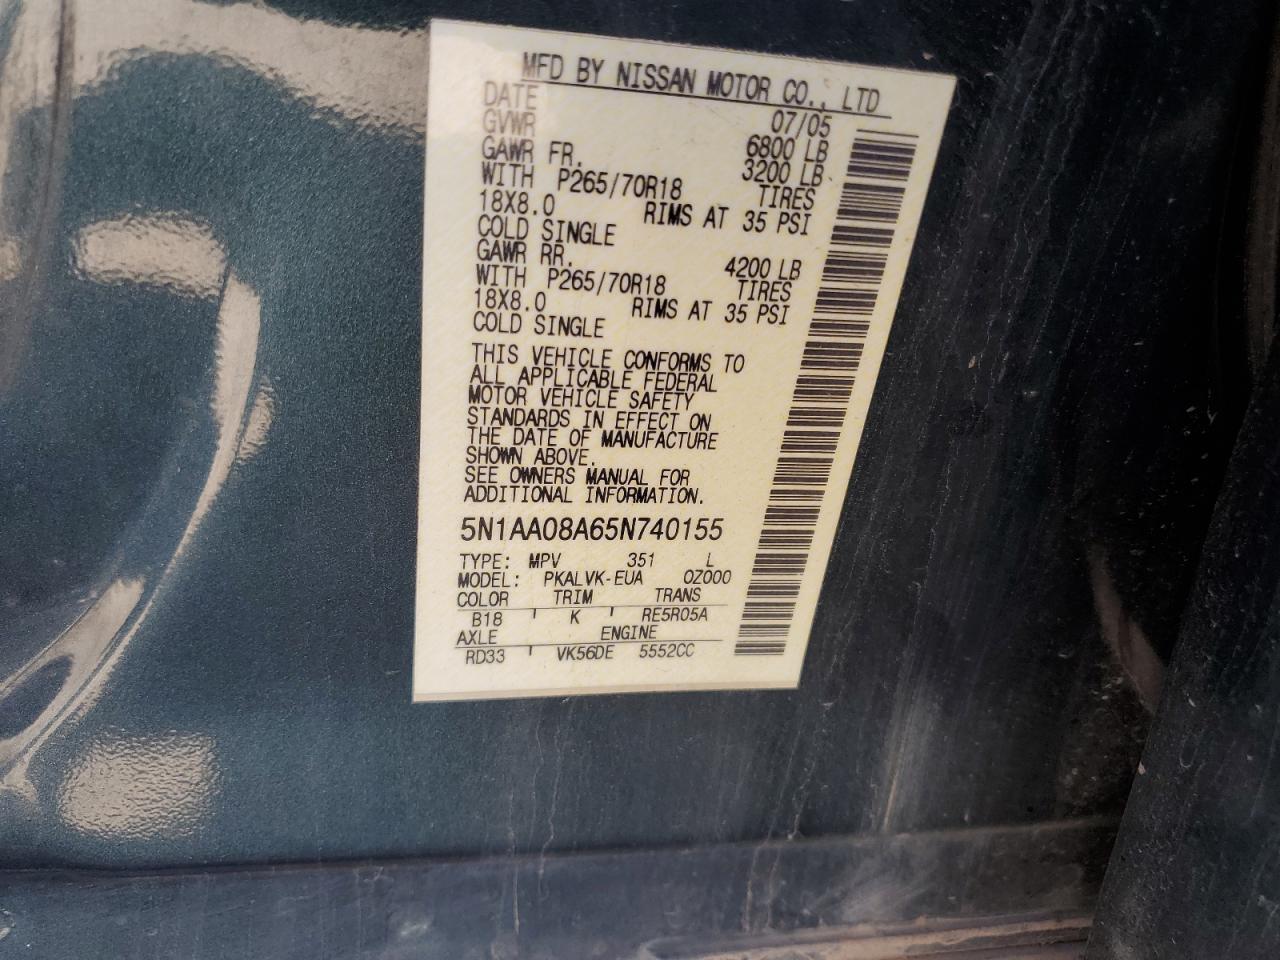 MFD BY NISSAN MOTOR CO., LTD
DATE 07/05
GVWR 6800 LB
GAWR FR. 3200 LB
WITH P265/70R18 TIRES
18X8.0 RIMS AT 35 PSI
COLD SINGLE
GAWR RR. 4200 LB
WITH P265/70R18 TIRES
18X8.0 RIMS AT 35 PSI
COLD SINGLE
THIS VEHICLE CONFORMS TO
ALL APPLICABLE FEDERAL
MOTOR VEHICLE SAFETY
STANDARDS IN EFFECT ON
THE DATE OF MANUFACTURE
SHOWN ABOVE.
SEE OWNERS MANUAL FOR
ADDITIONAL INFORMATION.
5N1AA08A65N740155
TYPE: MPV 351 L
MODEL: PKALVK-EUA 0Z000
COLOR TRIM TRANS
B18 K RE5R05A
AXLE ENGINE
RD33 VK56DE 5552CC